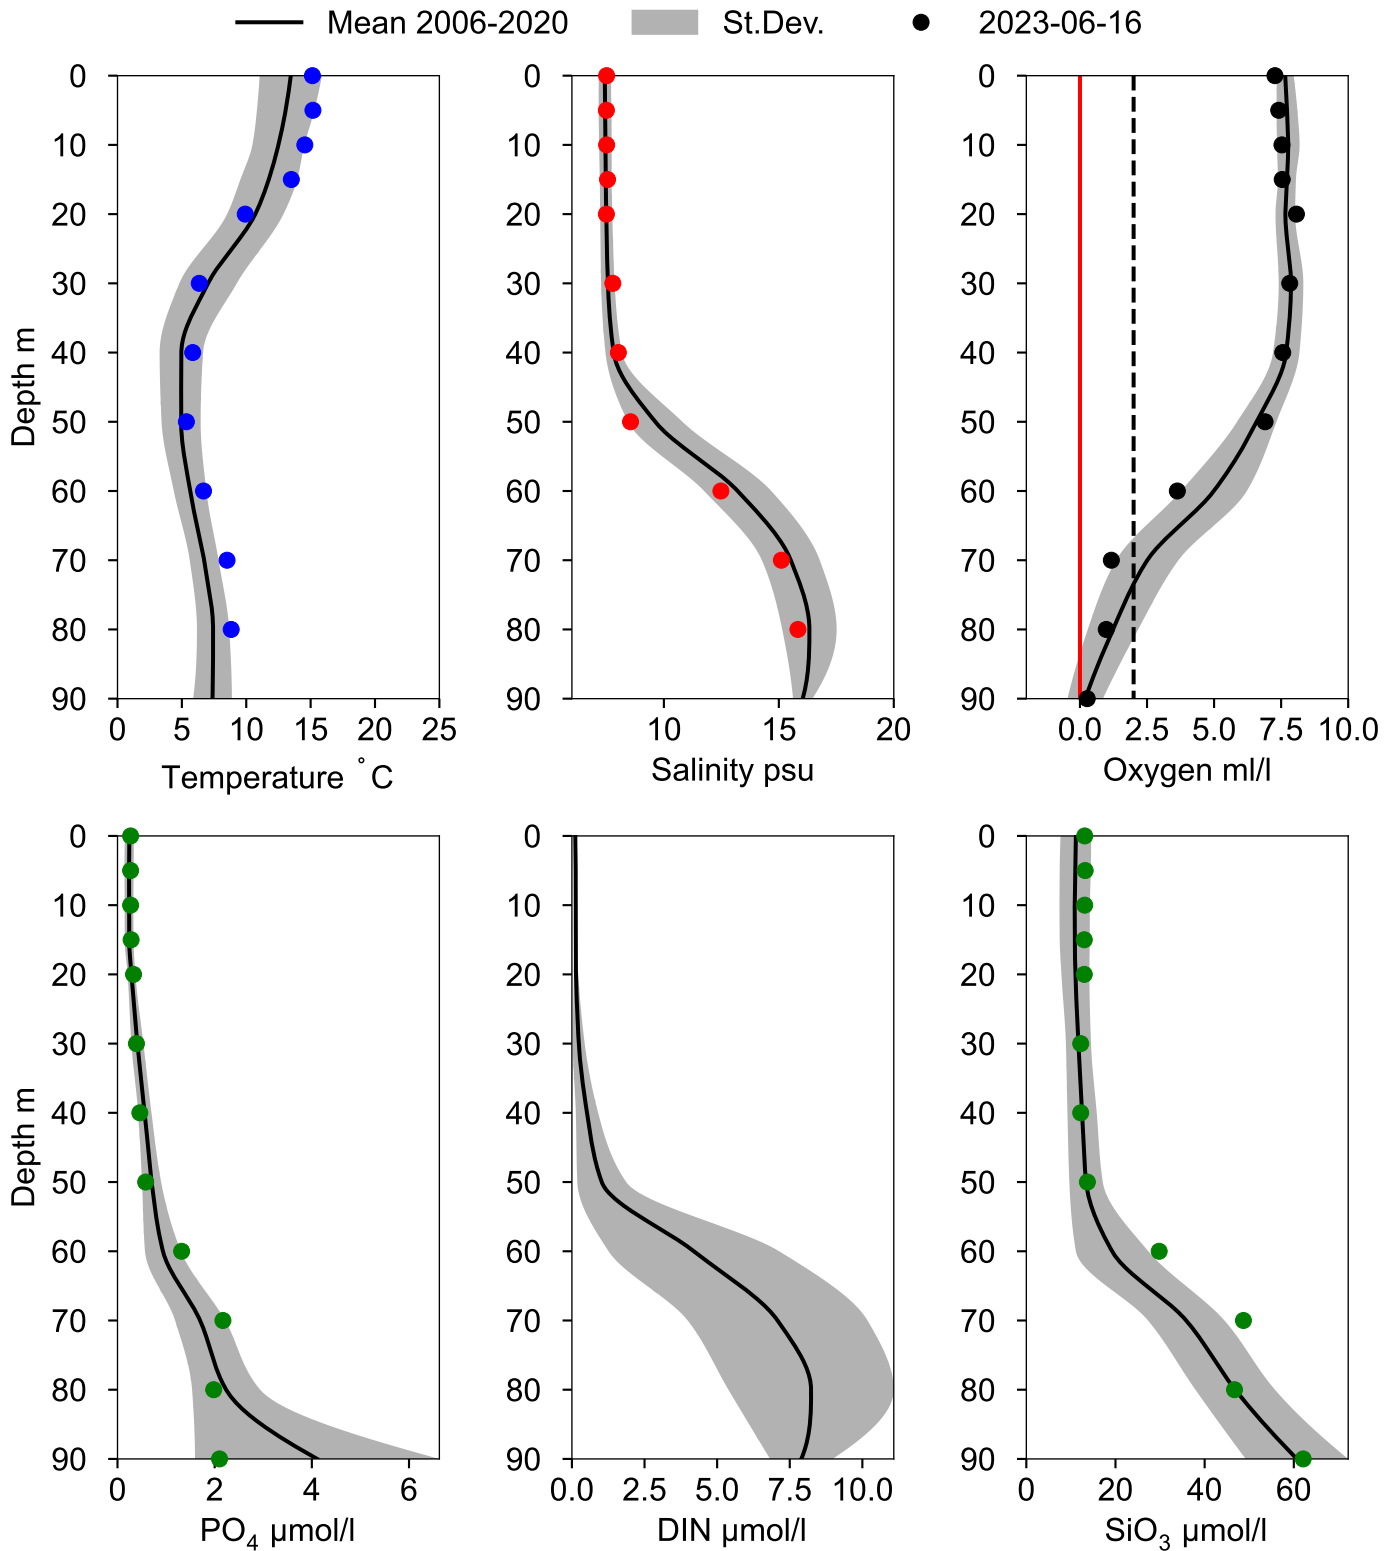 Mean 2006-2020 St.Dev. 2023-06-16
0 0 0
10 10 10
20 20 20
30 30 30
40 40 40
50 50 50
60 60 60
70 70 70
80 80 80
90 90 90
Depth m
0 5 10 15 20 25 10 15 20 0.0 2.5 5.0 7.5 10.0
Temperature °C Salinity psu Oxygen ml/l
0 0 0
10 10 10
20 20 20
30 30 30
40 40 40
50 50 50
60 60 60
70 70 70
80 80 80
90 90 90
Depth m
0 2 4 6 0.0 2.5 5.0 7.5 10.0 0 20 40 60
PO₄ µmol/l DIN µmol/l SiO₃ µmol/l